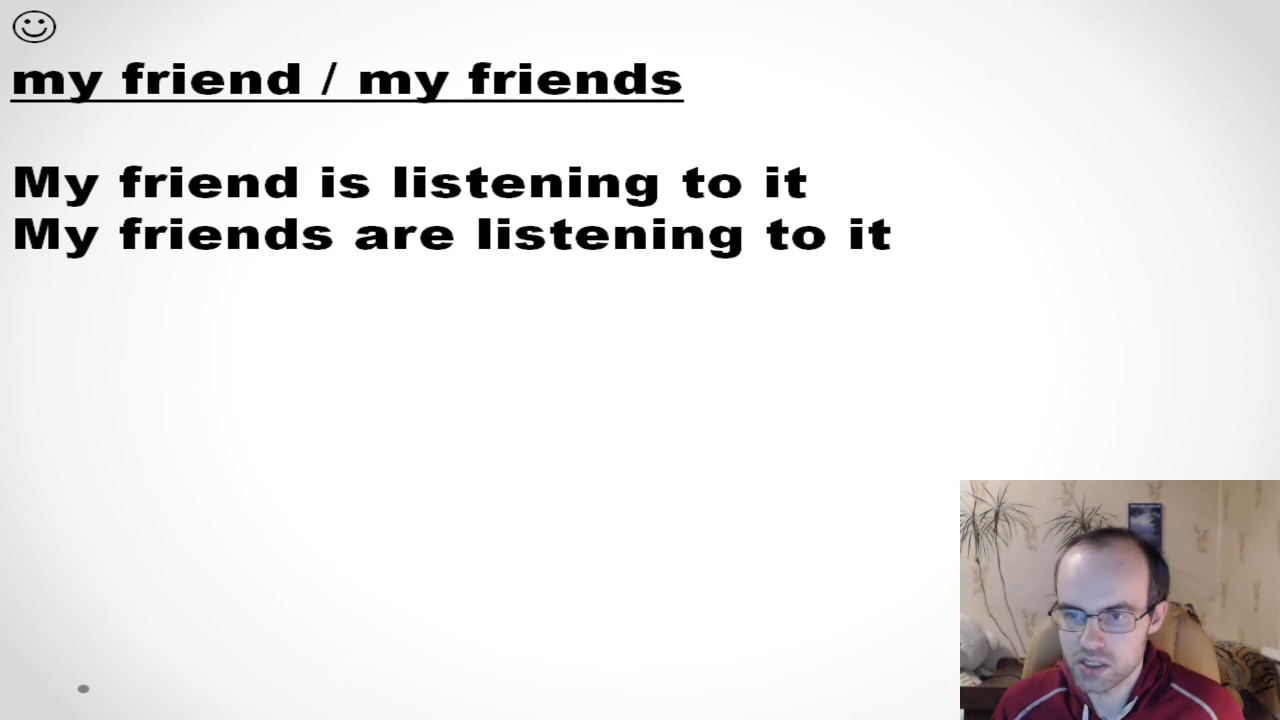 my friend / my friends
My friend is listening to it
My friends are listening to it